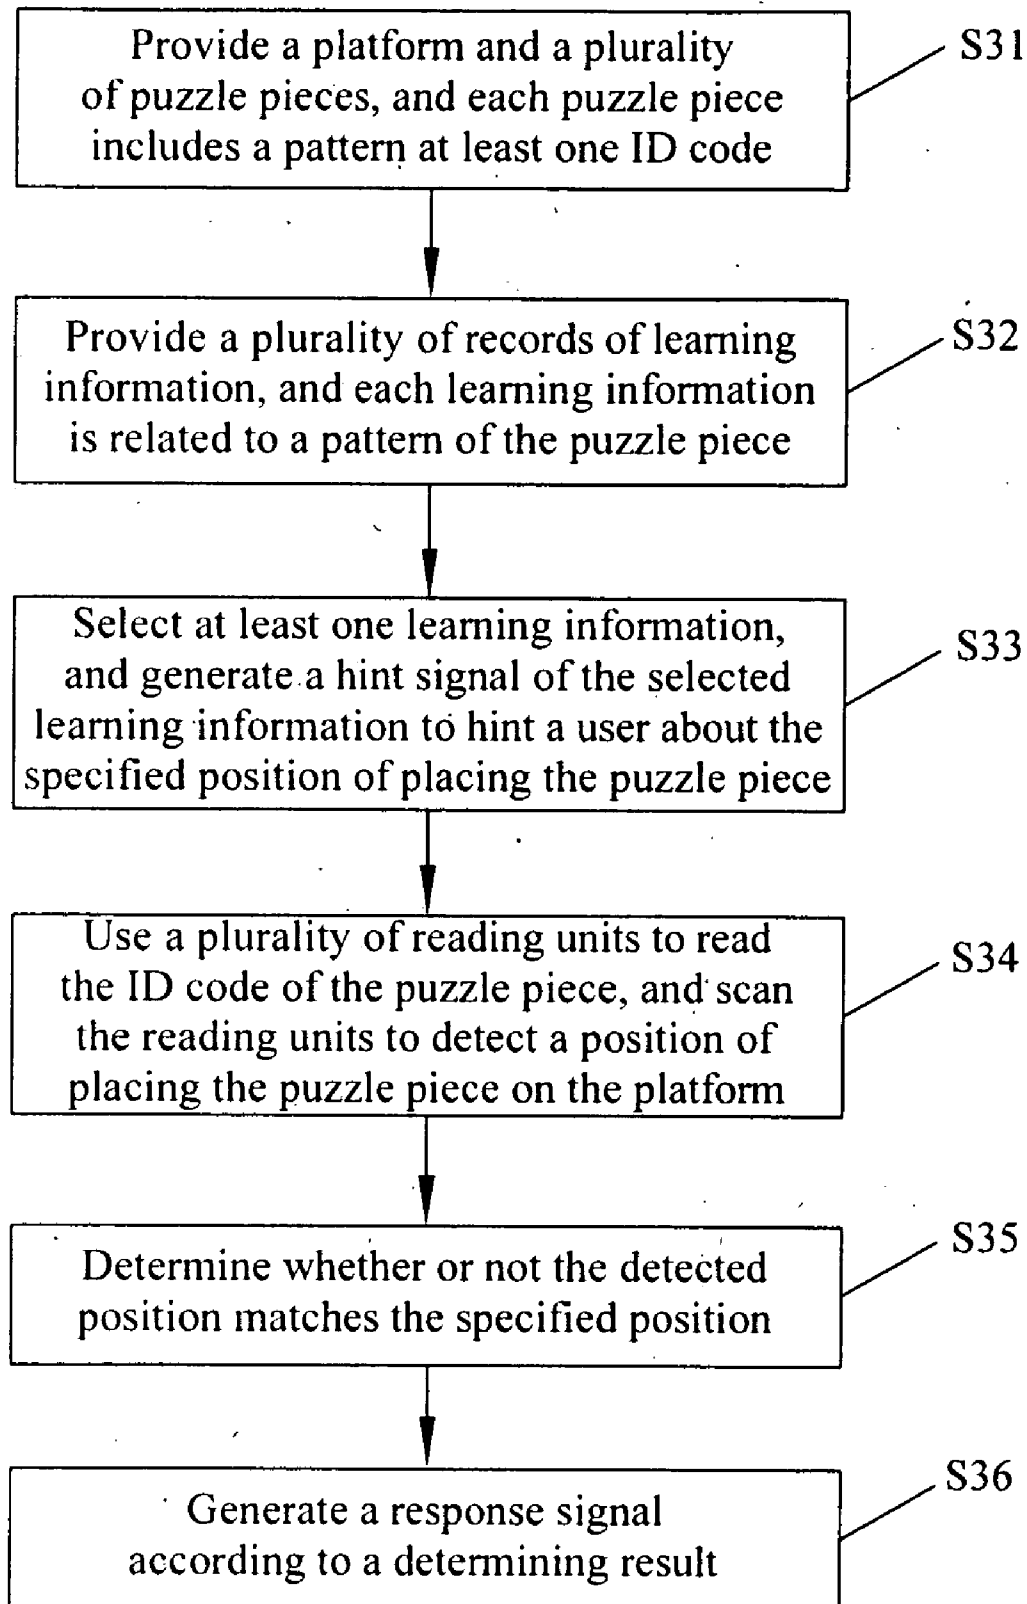 Provide a platform and a plurality
of puzzle pieces, and each puzzle piece
includes a pattern at least one ID code
S31
Provide a plurality of records of learning
information, and each learning information
is related to a pattern of the puzzle piece
S32
Select at least one learning information,
and generate a hint signal of the selected
learning information to hint a user about the
specified position of placing the puzzle piece
S33
Use a plurality of reading units to read
the ID code of the puzzle piece, and scan
the reading units to detect a position of
placing the puzzle piece on the platform
S34
Determine whether or not the detected
position matches the specified position
S35
Generate a response signal
according to a determining result
S36